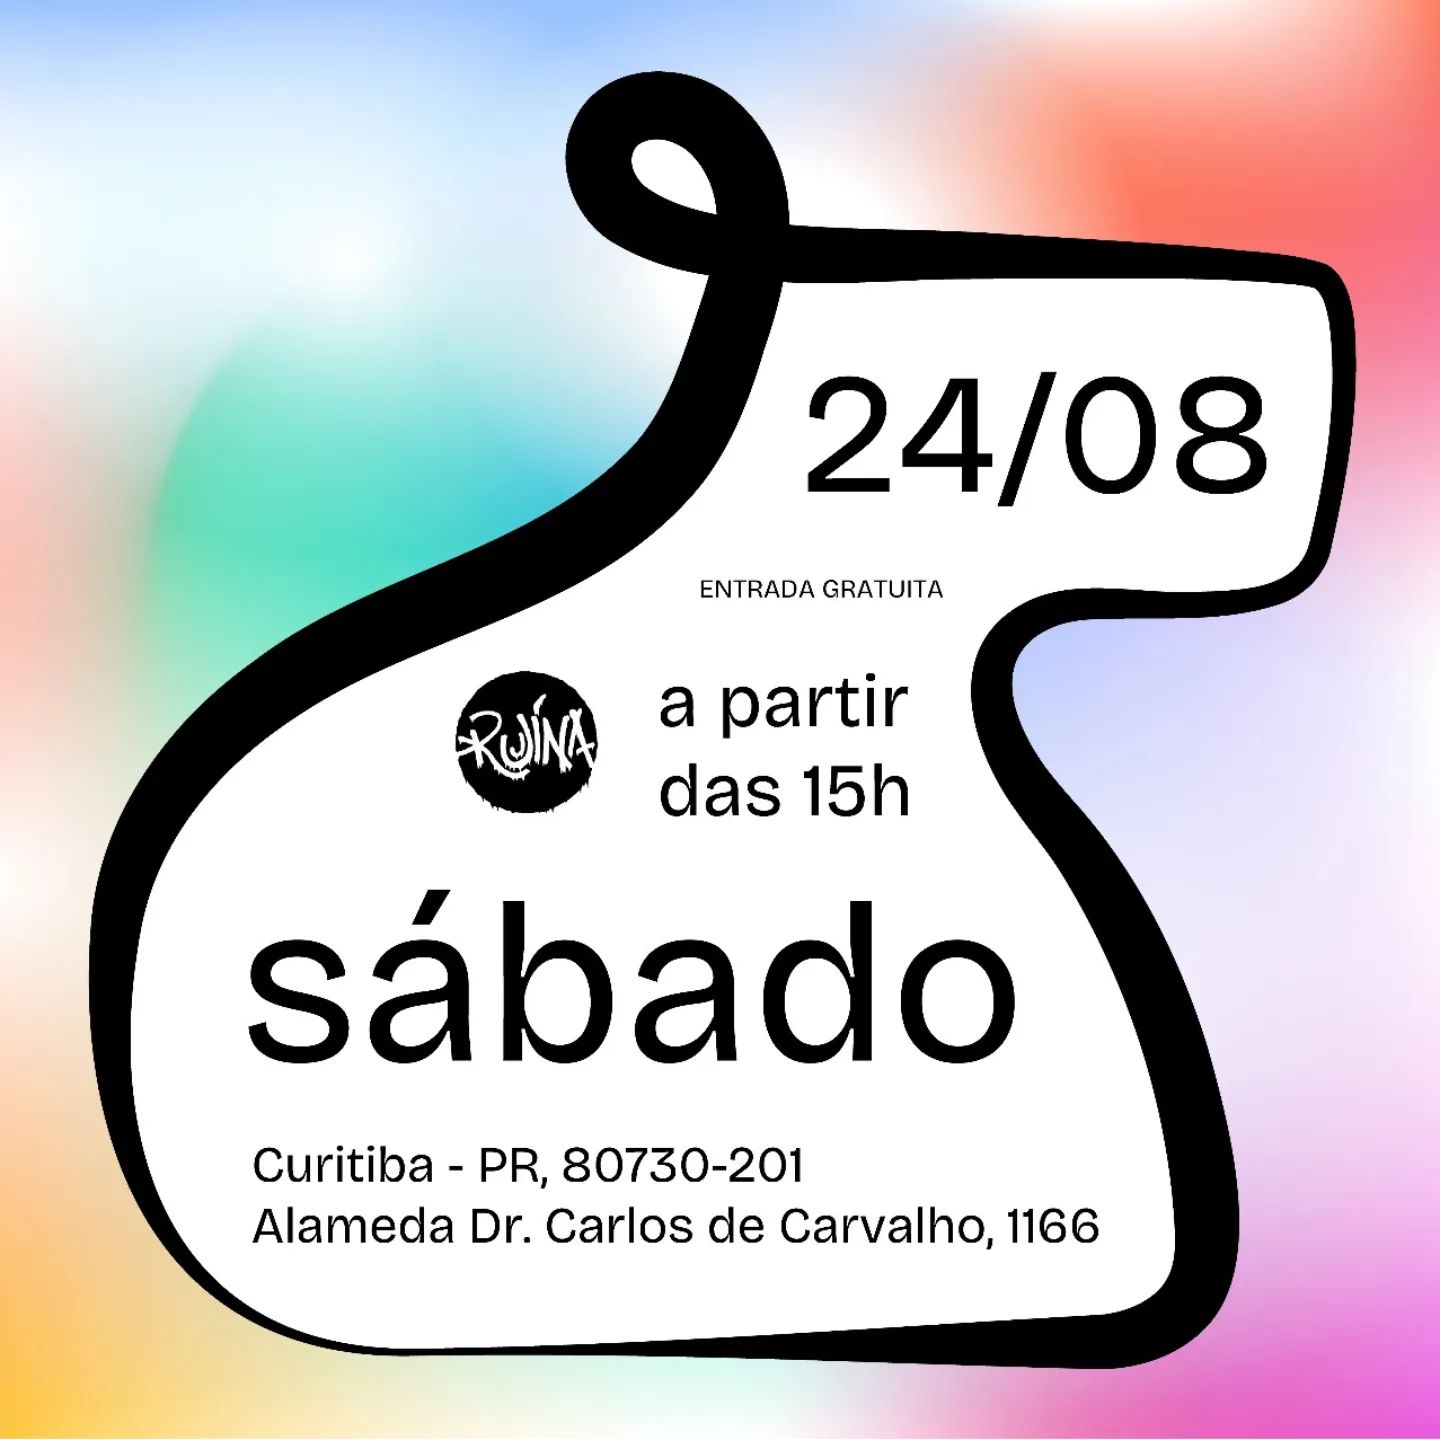 24/08
ENTRADA GRATUITA
RUÍNA
a partir
das 15h
sábado
Curitiba - PR, 80730-201
Alameda Dr. Carlos de Carvalho, 1166